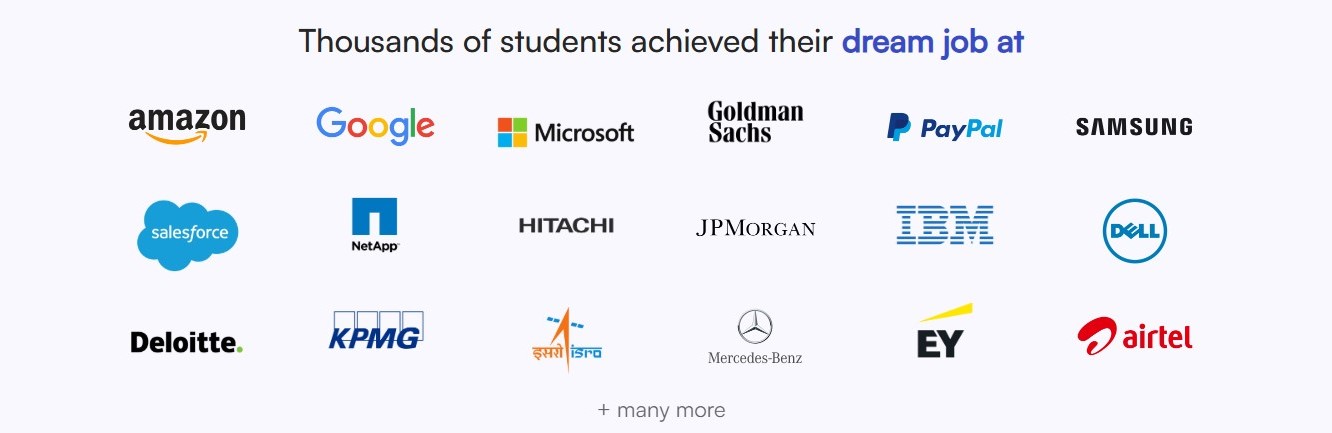 Thousands of students achieved their dream job at
amazon Google Microsoft Goldman Sachs PayPal SAMSUNG
salesforce NetApp HITACHI JPMORGAN IBM DELL
Deloitte. KPMG इसरो isro Mercedes-Benz EY airtel
+ many more